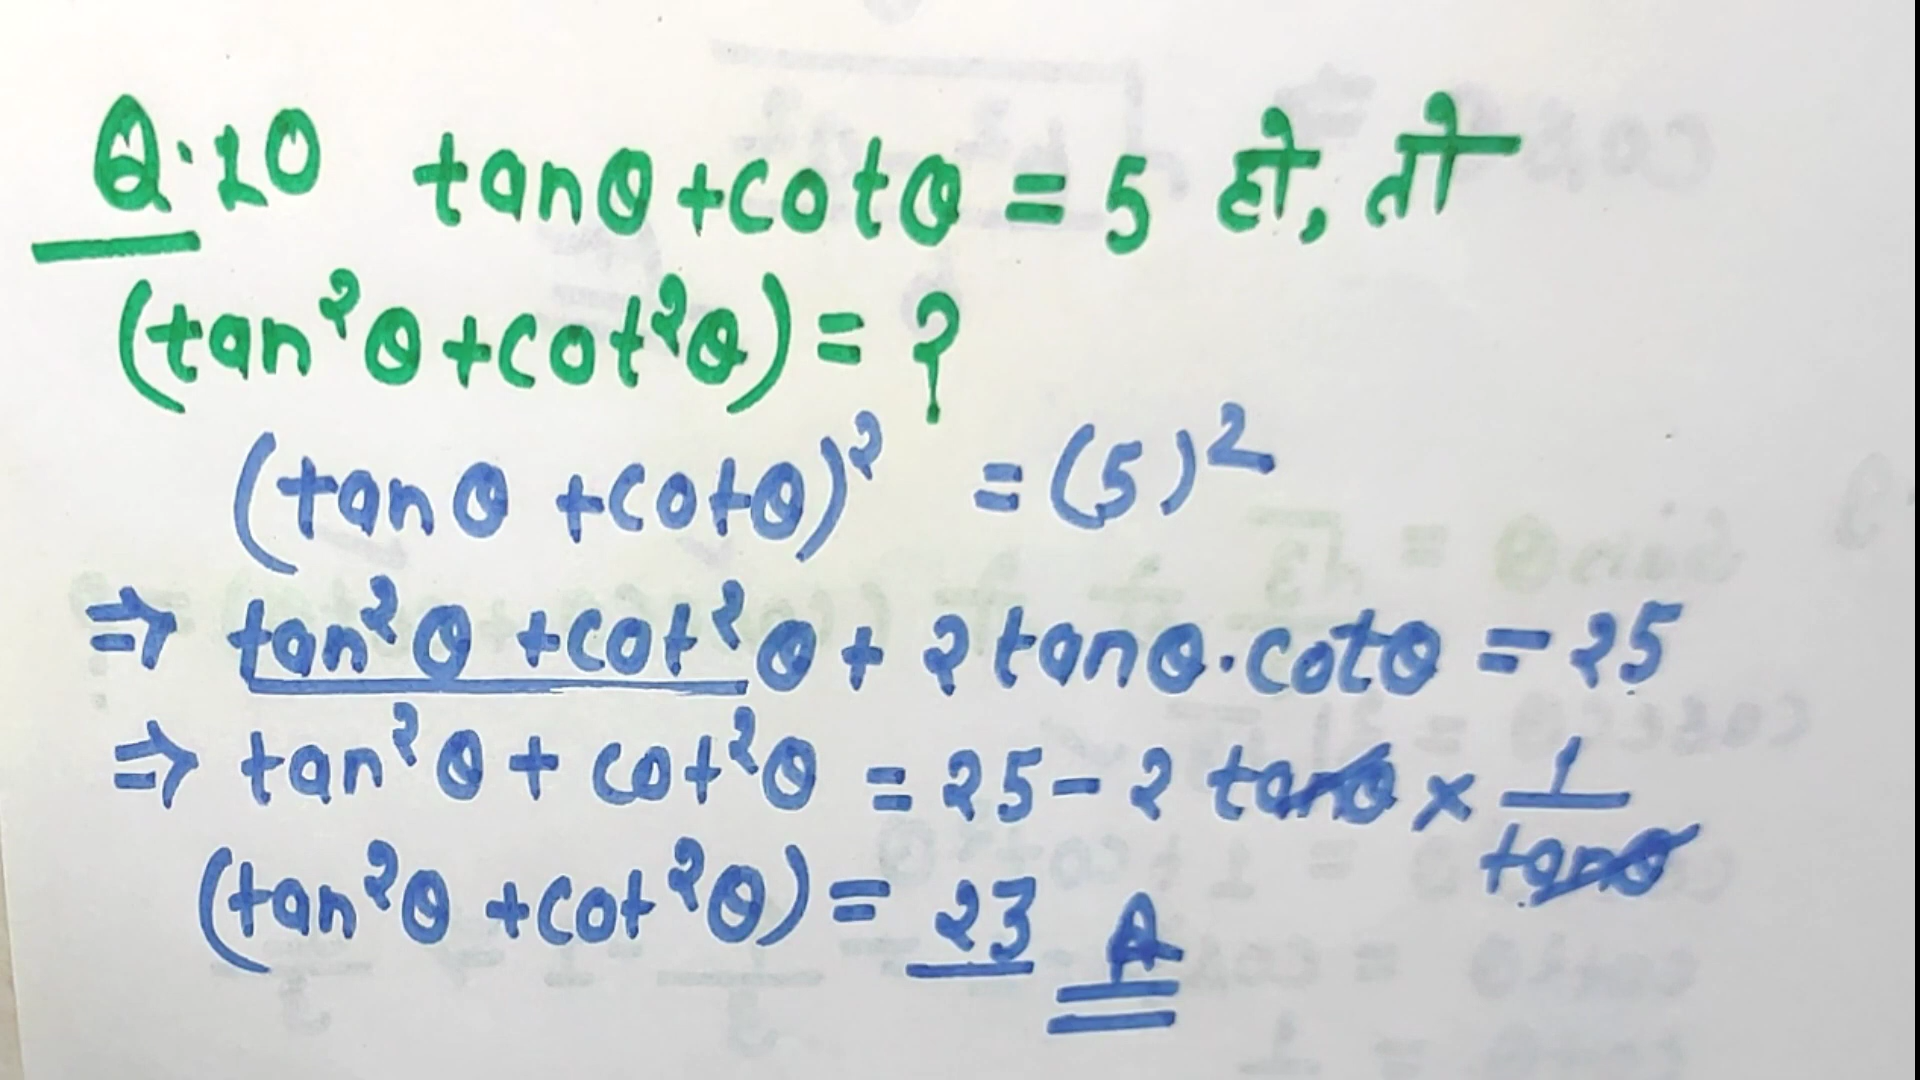 Q.20 tanθ+cotθ = 5 हो, तो
(tan²θ+cot²θ) = ?
(tanθ +cotθ)² = (5)²
⇒ tan²θ +cot²θ + 2tanθ.cotθ = 25
⇒ tan²θ + cot²θ = 25 - 2 tanθ × 1/tanθ
(tan²θ +cot²θ) = 23 A